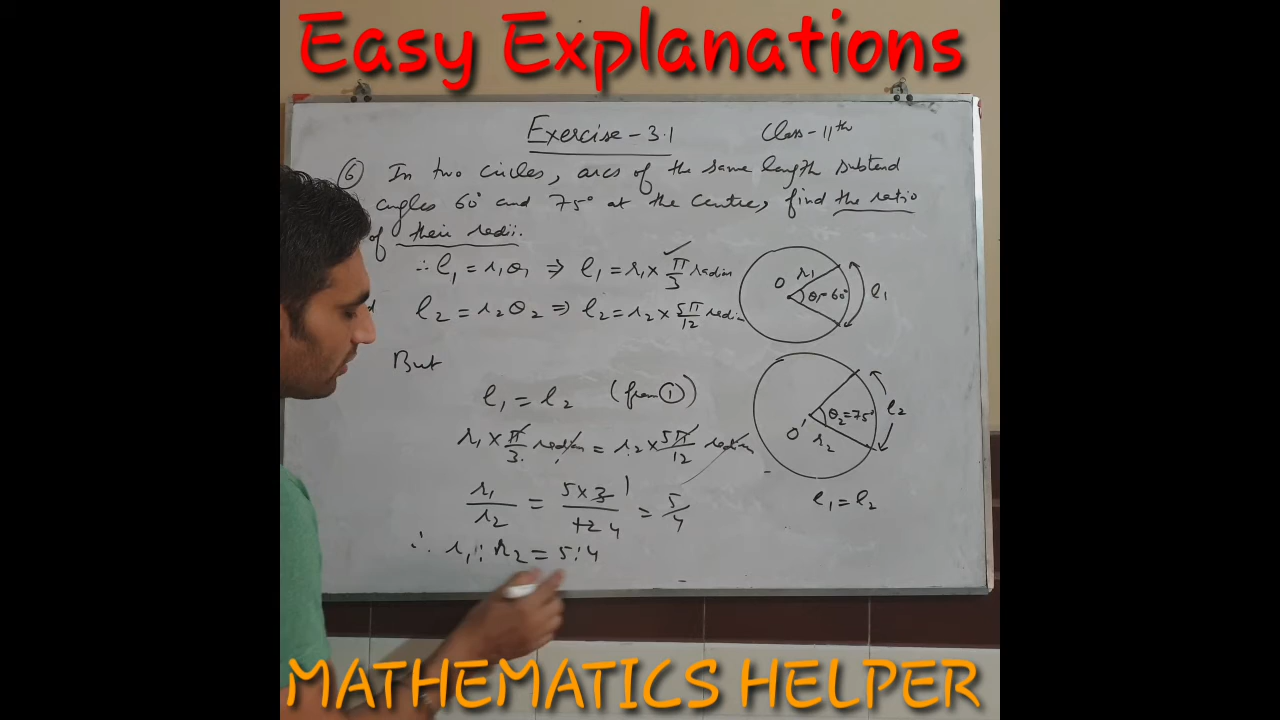 Easy Explanations
Exercise - 3.1 Class - 11th
⑥ In two circles, arcs of the same length subtend
angles 60° and 75° at the centre, find the ratio
of their radii.
∴ l₁ = r₁θ₁ ⇒ l₁ = r₁ × π/3 radian
l₂ = r₂θ₂ ⇒ l₂ = r₂ × 5π/12 radian
But
l₁ = l₂ (from ①)
r₁ × π/3 radian = r₂ × 5π/12 radian
r₁/r₂ = 5×3 1/12 4 = 5/4
∴ r₁ : r₂ = 5:4
O r₁ θ₁=60° l₁
O' r₂ θ₂=75° l₂
l₁ = l₂
MATHEMATICS HELPER